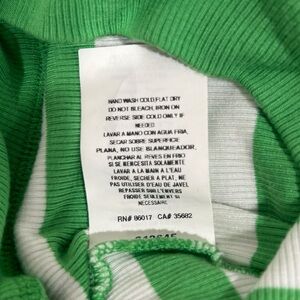 HAND WASH COLD,FLAT DRY
DO NOT BLEACH, IRON ON
REVERSE SIDE COLD ONLY IF
NEEDED.
LAVAR A MANO CON AGUA FRIA,
SECAR SOBRE SUPERFICIE
PLANA, NO USE BLANQUEADOR,
PLANCHAR AL REVES EN FRIO
SI SE NECESITA SOLAMENTE
LAVAR A LA MAIN A L'EAU
FROIDE, SECHER A PLAT, NE
PAS UTILISER D'EAU DE JAVEL
REPASSER SUR L'ENVERS
FROIDE SEULEMENT SI
NECESSAIRE
RN# 86017 CA# 35682